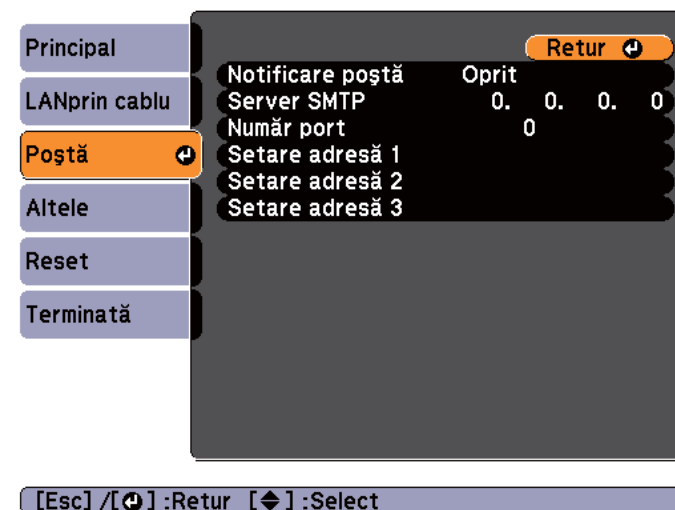 Principal
LANprin cablu
Poştă
Altele
Reset
Terminată
Retur
Notificare poştă Oprit
Server SMTP 0. 0. 0. 0
Număr port 0
Setare adresă 1
Setare adresă 2
Setare adresă 3
[Esc] /[⏎] :Retur [◆] :Select